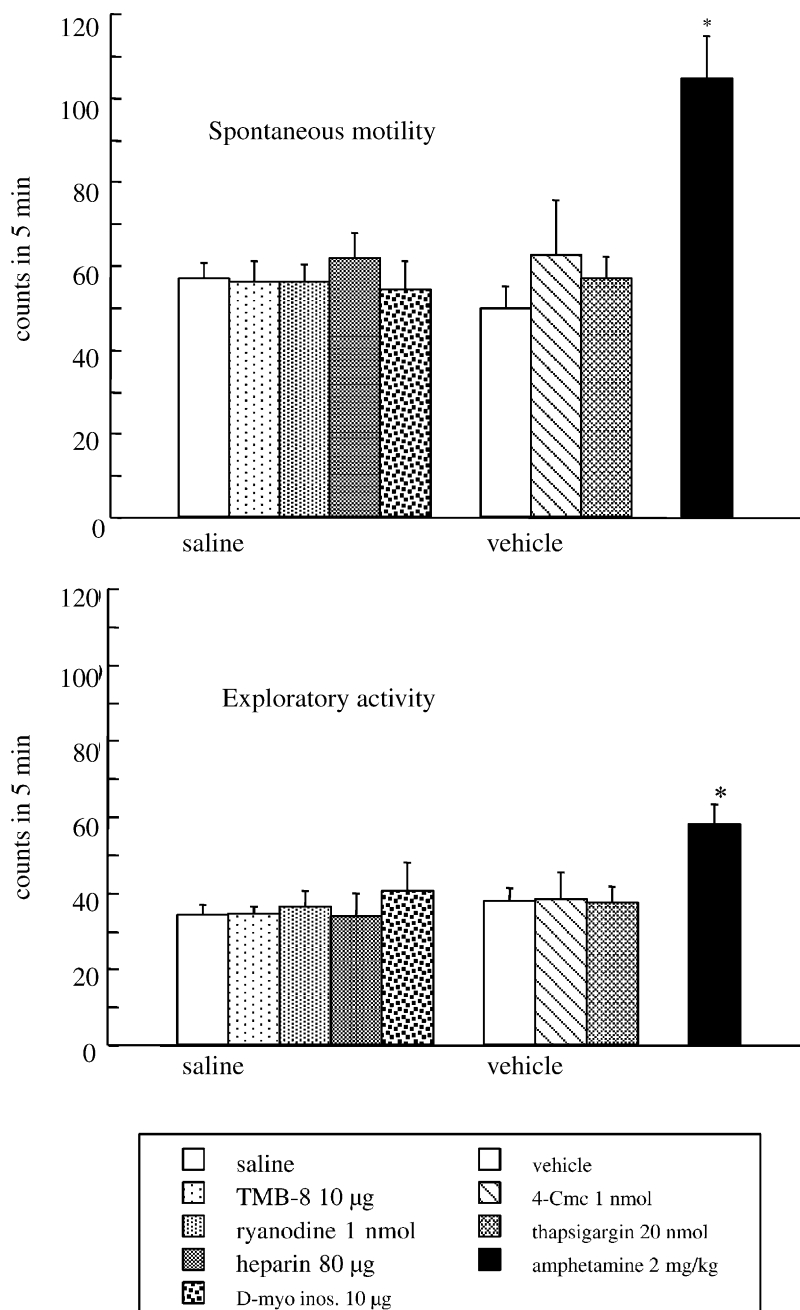 *
120
100
Spontaneous motility
80
60
40
20
0
counts in 5 min
saline vehicle
120
100
Exploratory activity
80
*
60
40
20
0
counts in 5 min
saline vehicle
saline vehicle
TMB-8 10 µg 4-Cmc 1 nmol
ryanodine 1 nmol thapsigargin 20 nmol
heparin 80 µg amphetamine 2 mg/kg
D-myo inos. 10 µg